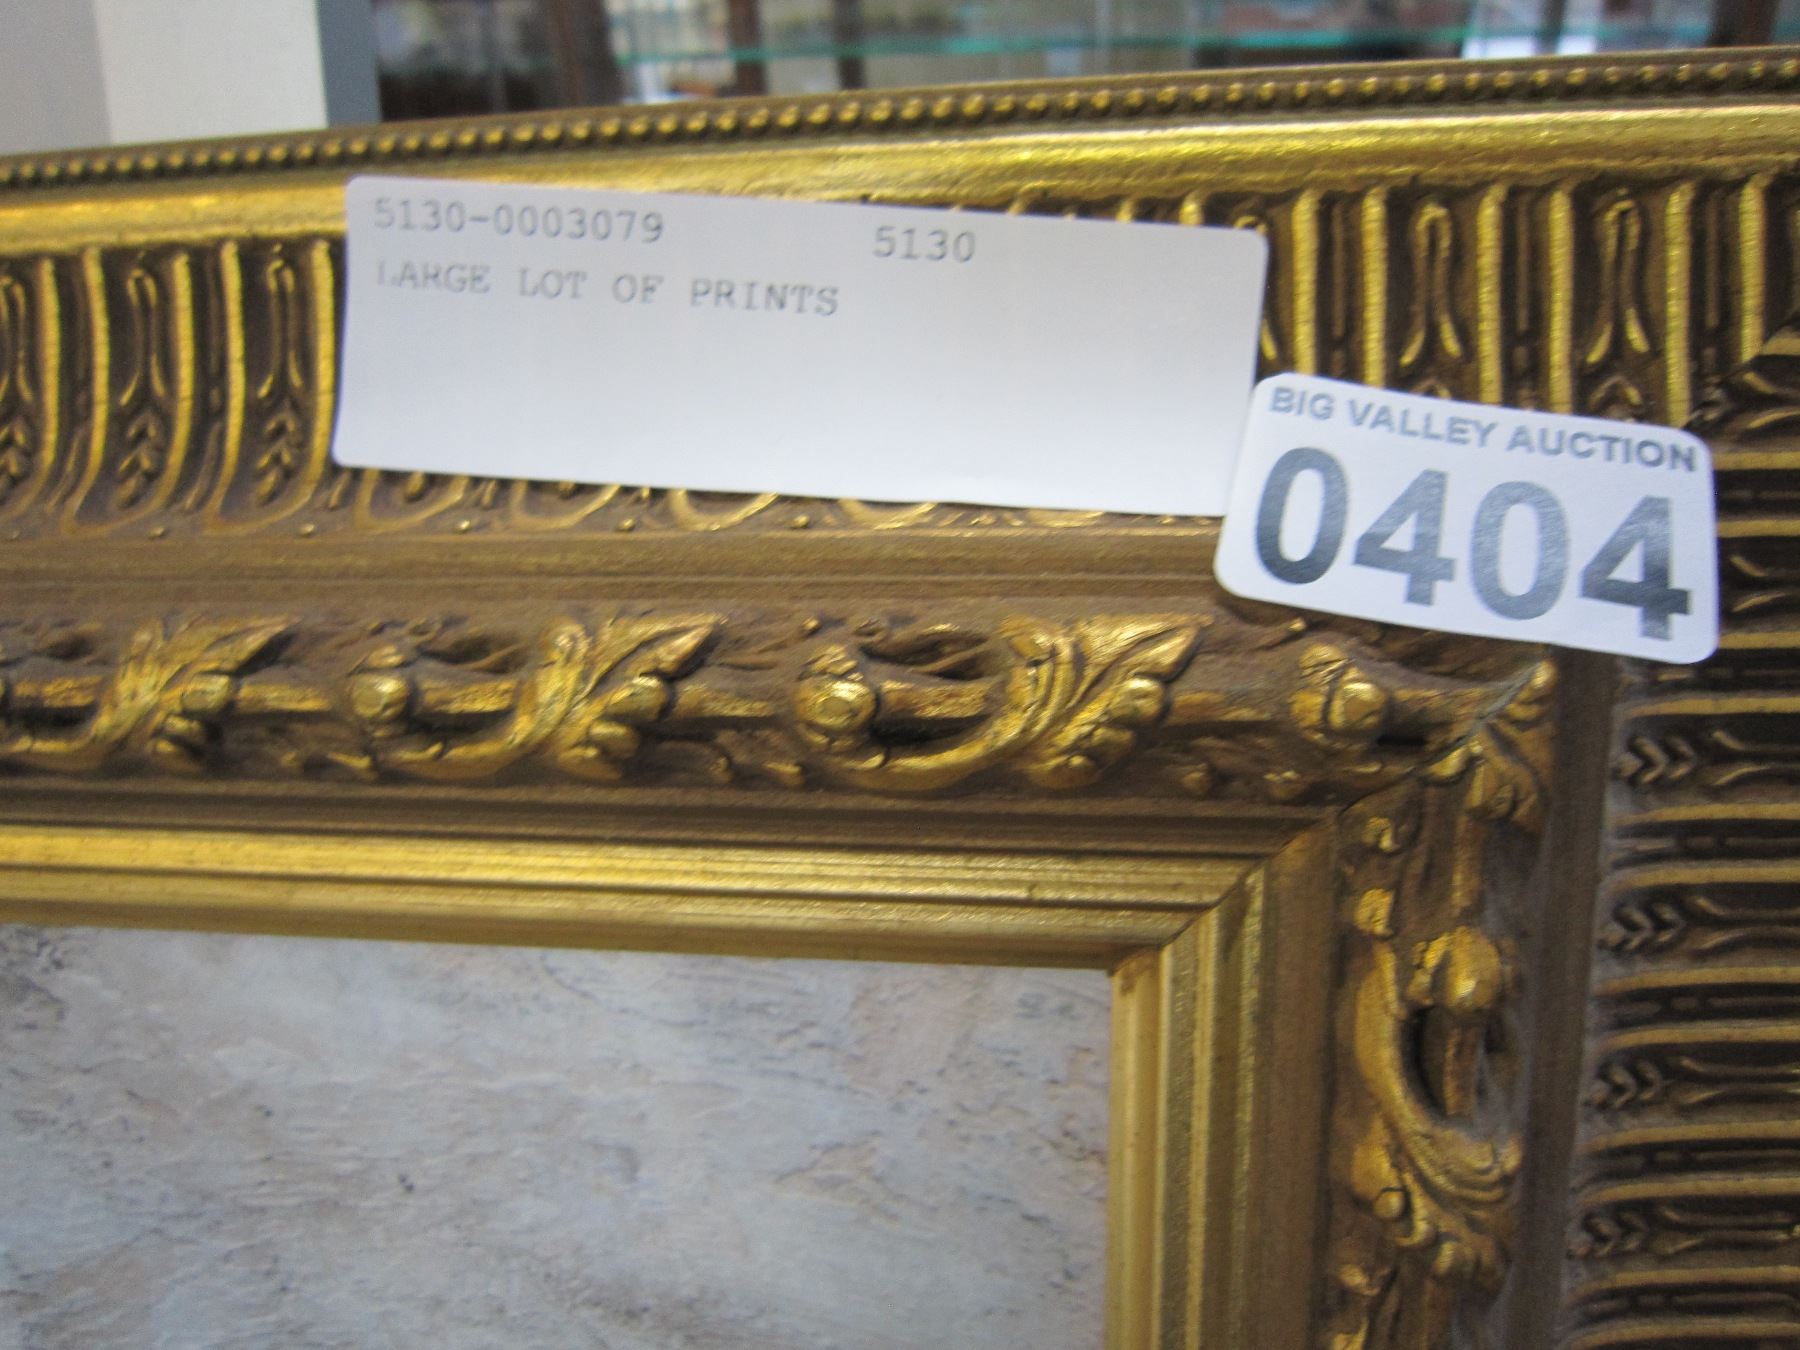 5130-0003079 5130
LARGE LOT OF PRINTS
BIG VALLEY AUCTION
0404